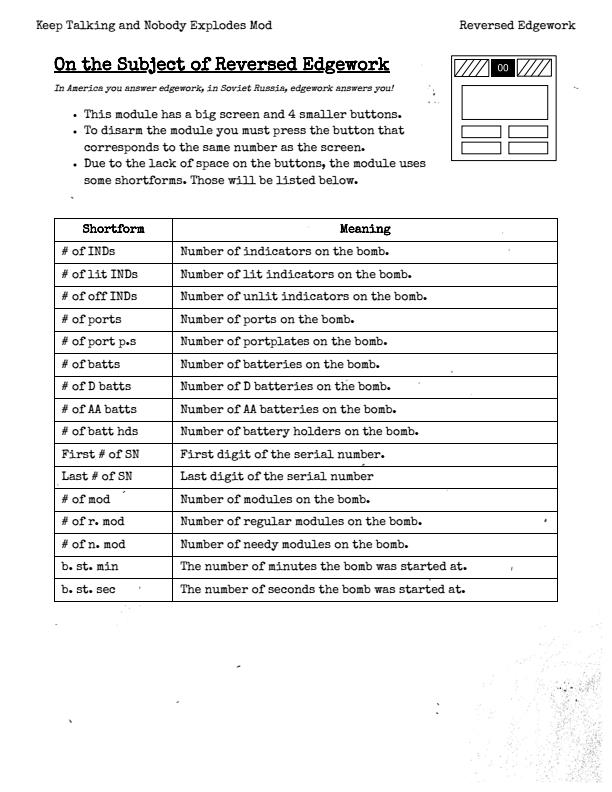 Keep Talking and Nobody Explodes Mod Reversed Edgework
On the Subject of Reversed Edgework
In America you answer edgework, in Soviet Russia, edgework answers you!
00
• This module has a big screen and 4 smaller buttons.
• To disarm the module you must press the button that
corresponds to the same number as the screen.
• Due to the lack of space on the buttons, the module uses
some shortforms. Those will be listed below.
Shortform Meaning
# of INDs Number of indicators on the bomb.
# of lit INDs Number of lit indicators on the bomb.
# of off INDs Number of unlit indicators on the bomb.
# of ports Number of ports on the bomb.
# of port p.s Number of portplates on the bomb.
# of batts Number of batteries on the bomb.
# of D batts Number of D batteries on the bomb.
# of AA batts Number of AA batteries on the bomb.
# of batt hds Number of battery holders on the bomb.
First # of SN First digit of the serial number.
Last # of SN Last digit of the serial number
# of mod Number of modules on the bomb.
# of r. mod Number of regular modules on the bomb.
# of n. mod Number of needy modules on the bomb.
b. st. min The number of minutes the bomb was started at.
b. st. sec The number of seconds the bomb was started at.